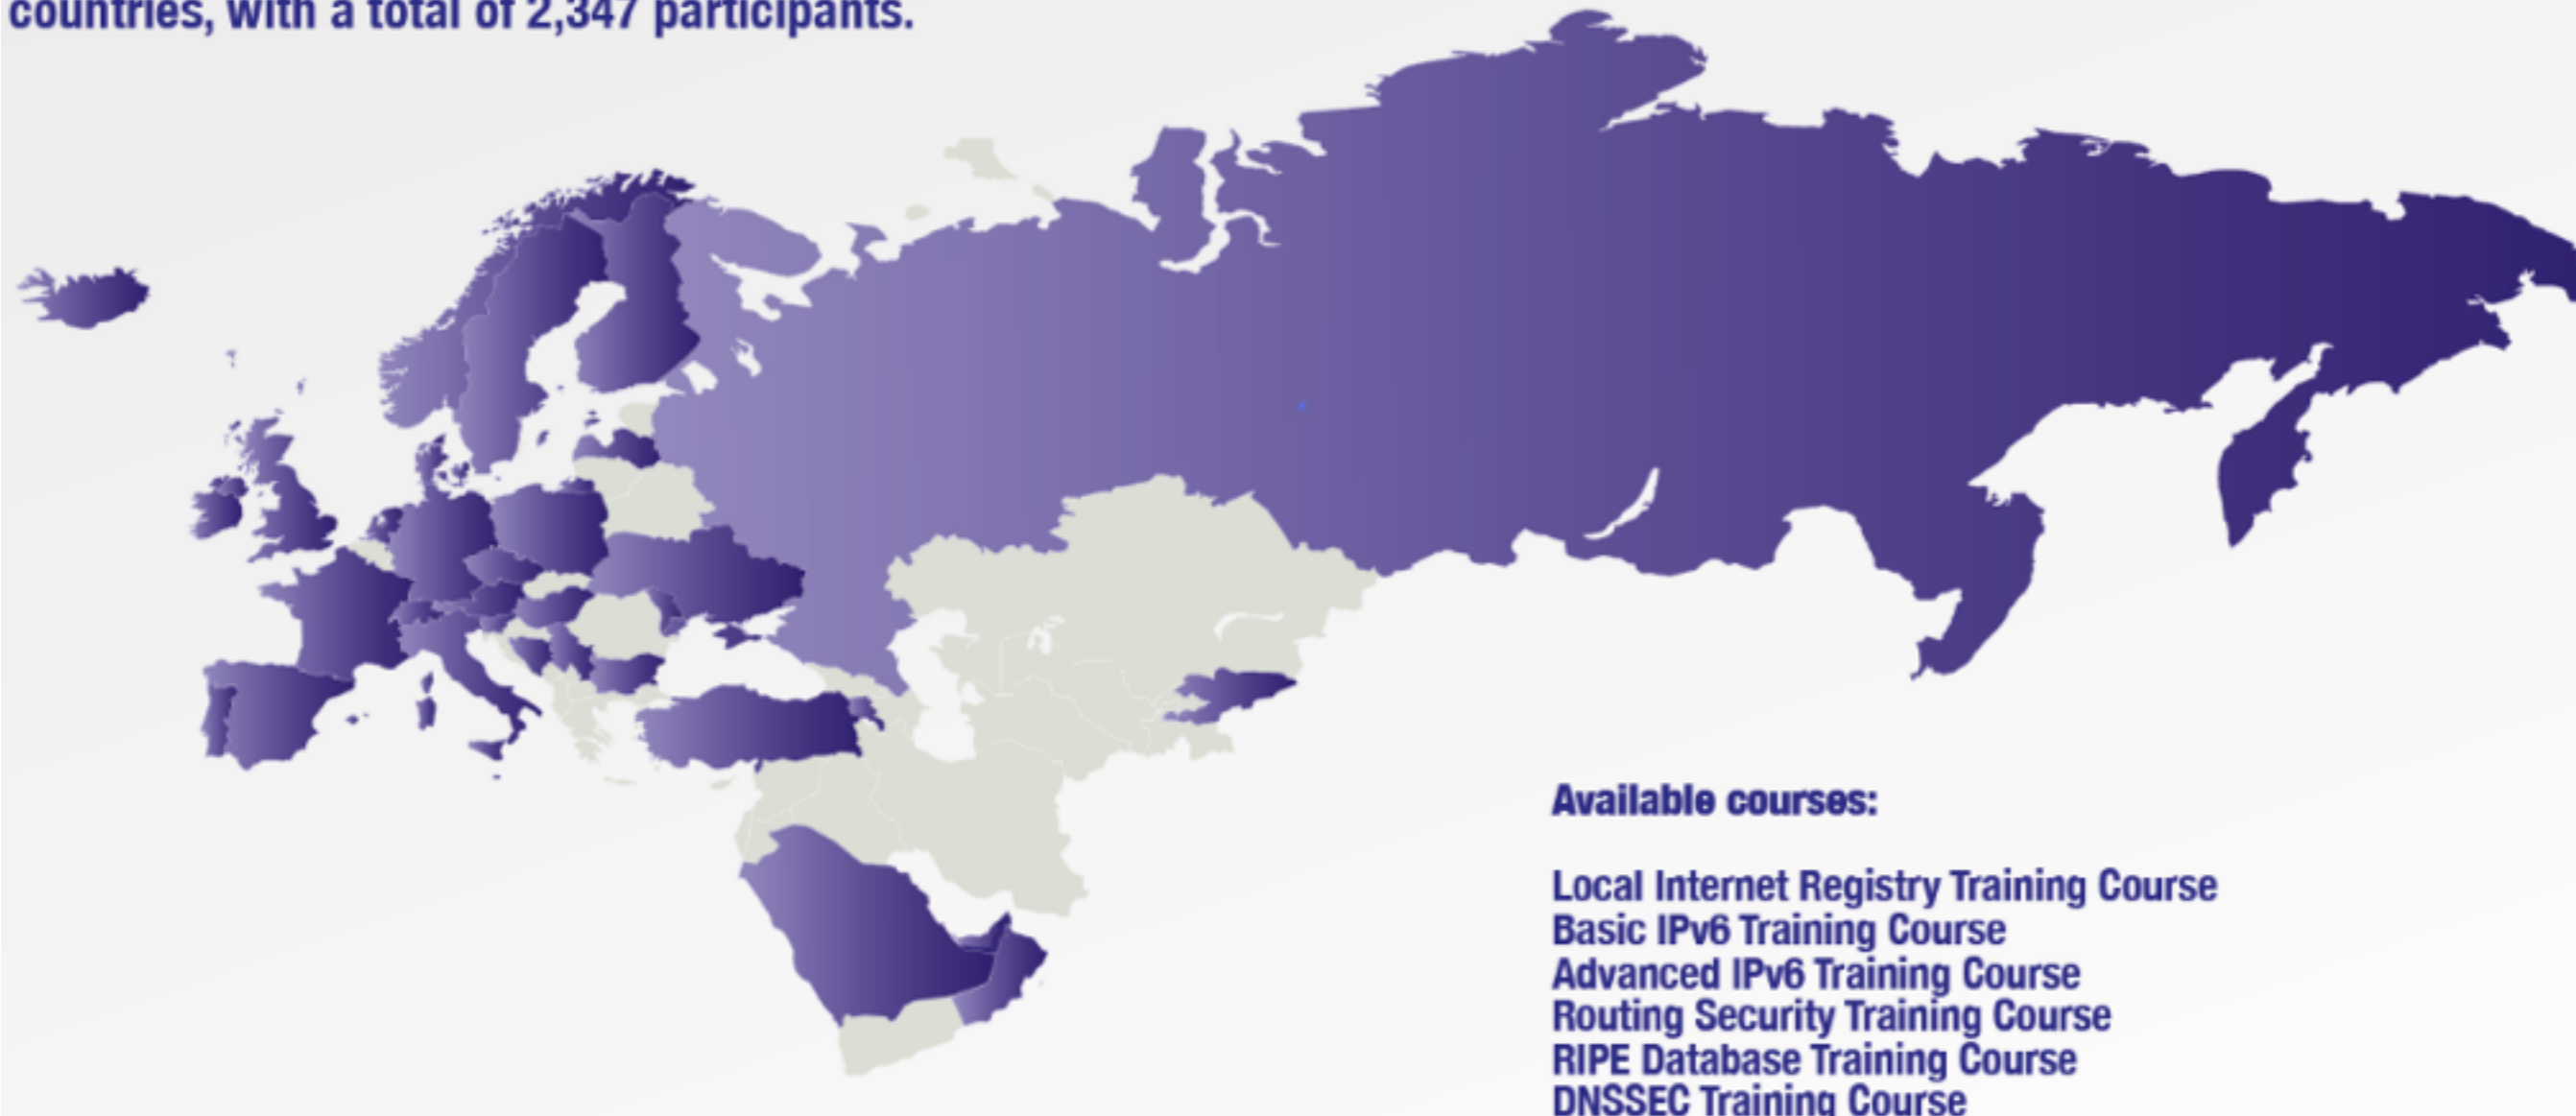 countries, with a total of 2,347 participants.
Available courses:
Local Internet Registry Training Course
Basic IPv6 Training Course
Advanced IPv6 Training Course
Routing Security Training Course
RIPE Database Training Course
DNSSEC Training Course